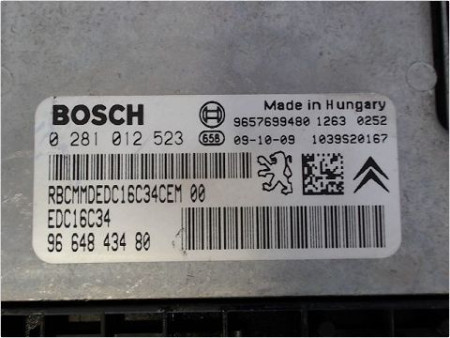 BOSCH
Made in Hungary
9657699480 1263 0252
0 281 012 523 658 09-10-09 1039S20167
RBCMMDEDC16C34CEM 00
EDC16C34
96 648 434 80